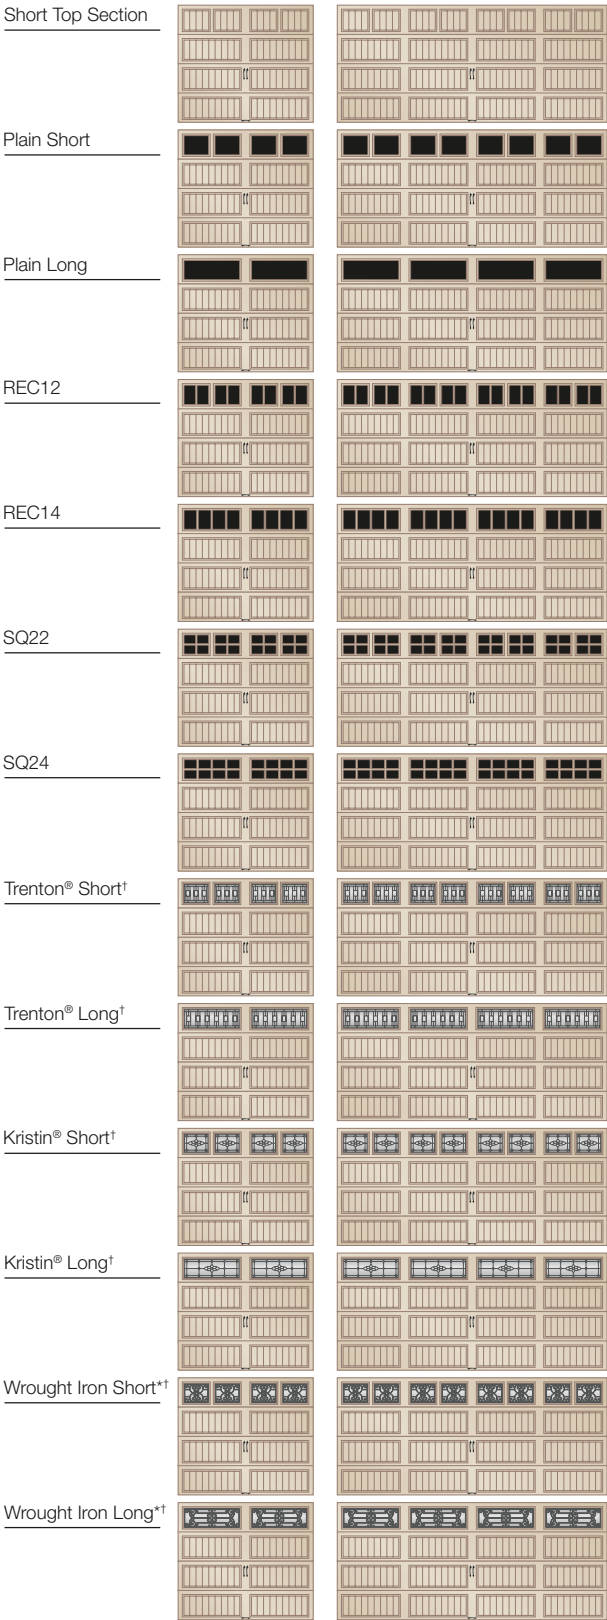 Short Top Section
Plain Short
Plain Long
REC12
REC14
SQ22
SQ24
Trenton® Short†
Trenton® Long†
Kristin® Short†
Kristin® Long†
Wrought Iron Short*†
Wrought Iron Long*†